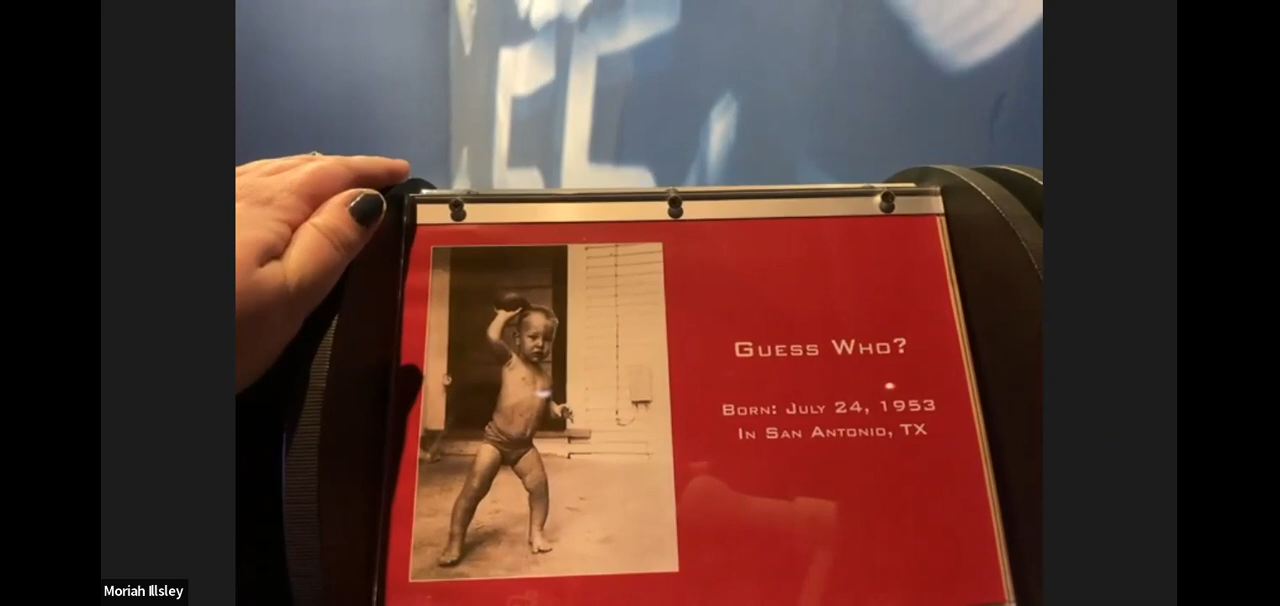 Guess Who?
Born: July 24, 1953
In San Antonio, TX
Moriah Illsley